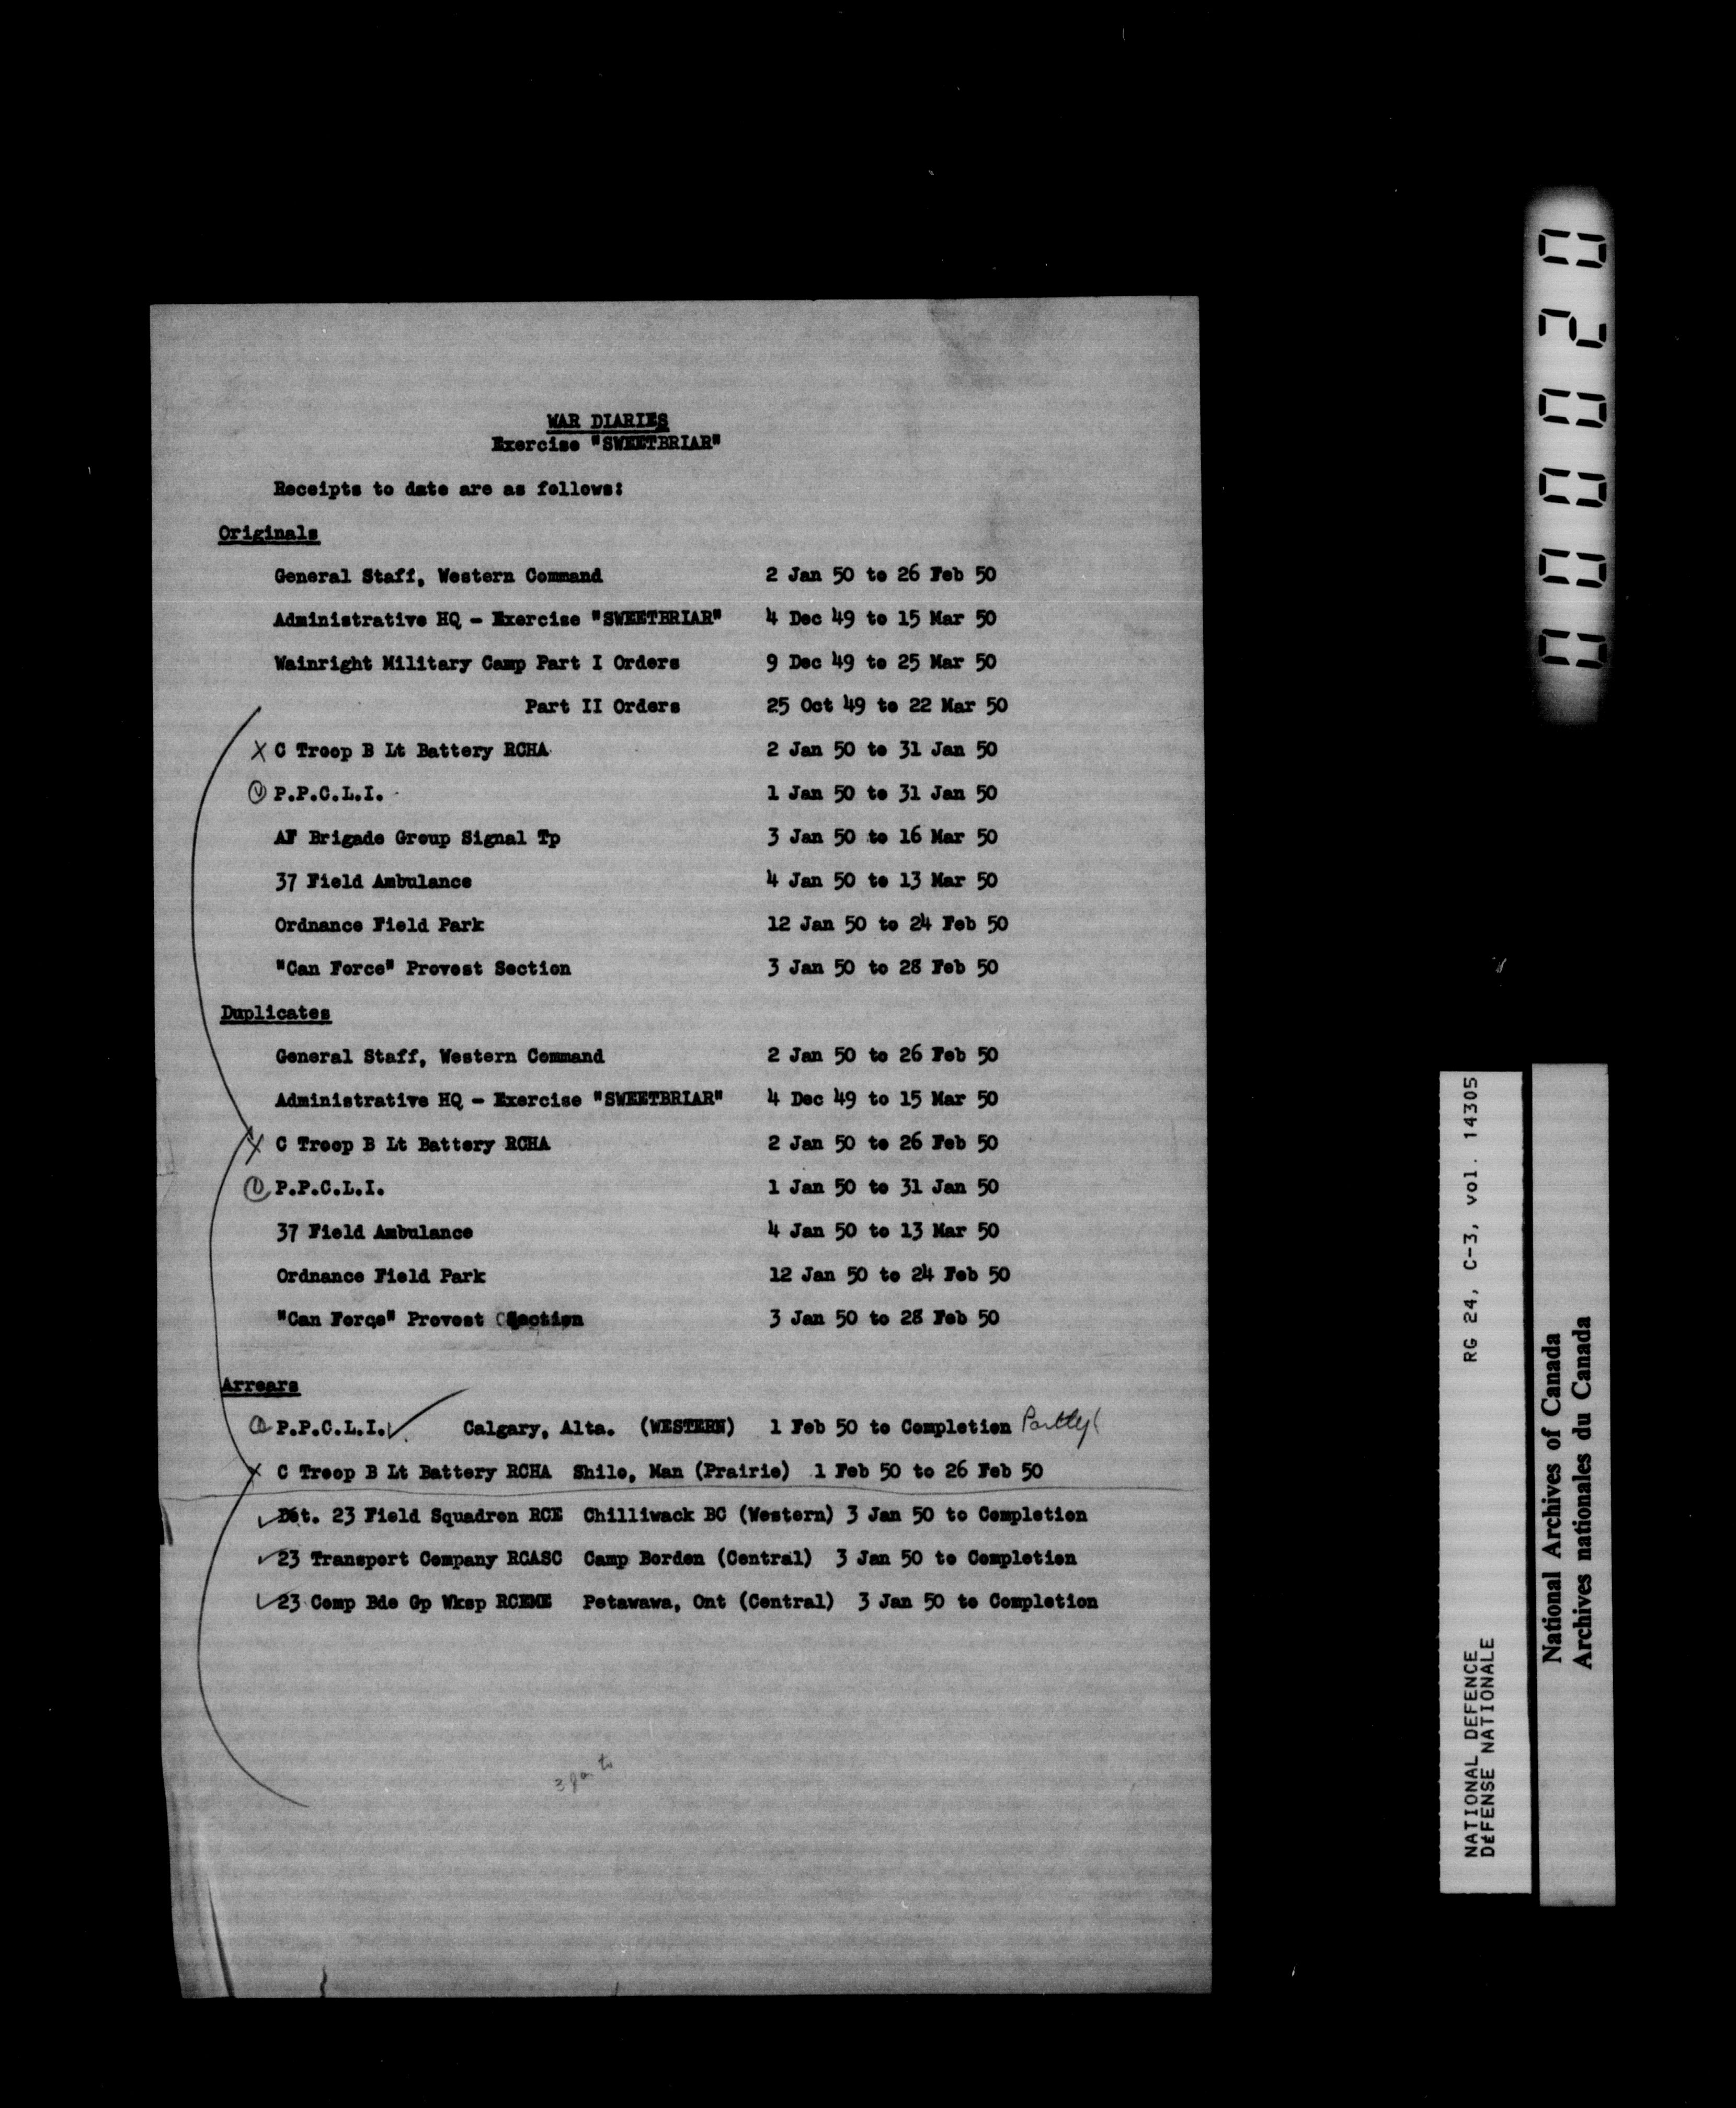 WAR DIARIES
Exercise "SWEETBRIAR"
Receipts to date are as follows:
Originals
General Staff, Western Command 2 Jan 50 to 26 Feb 50
Administrative HQ - Exercise "SWEETBRIAR" 4 Dec 49 to 15 Mar 50
Wainright Military Camp Part I Orders 9 Dec 49 to 25 Mar 50
Part II Orders 25 Oct 49 to 22 Mar 50
X C Troop B Lt Battery RCHA 2 Jan 50 to 31 Jan 50
P.P.C.L.I. 1 Jan 50 to 31 Jan 50
AF Brigade Group Signal Tp 3 Jan 50 to 16 Mar 50
37 Field Ambulance 4 Jan 50 to 13 Mar 50
Ordnance Field Park 12 Jan 50 to 24 Feb 50
"Can Force" Provost Section 3 Jan 50 to 28 Feb 50
Duplicates
General Staff, Western Command 2 Jan 50 to 26 Feb 50
Administrative HQ - Exercise "SWEETBRIAR" 4 Dec 49 to 15 Mar 50
X C Troop B Lt Battery RCHA 2 Jan 50 to 26 Feb 50
P.P.C.L.I. 1 Jan 50 to 31 Jan 50
37 Field Ambulance 4 Jan 50 to 13 Mar 50
Ordnance Field Park 12 Jan 50 to 24 Feb 50
"Can Force" Provost Section 3 Jan 50 to 28 Feb 50
Arrears
P.P.C.L.I. Calgary, Alta. (WESTERN) 1 Feb 50 to Completion Partly
X C Troop B Lt Battery RCHA Shilo, Man (Prairie) 1 Feb 50 to 26 Feb 50
Det. 23 Field Squadron RCE Chilliwack BC (Western) 3 Jan 50 to Completion
23 Transport Company RCASC Camp Borden (Central) 3 Jan 50 to Completion
23 Comp Bde Gp Wksp RCEME Petawawa, Ont (Central) 3 Jan 50 to Completion
3 Jan to
000020
NATIONAL DEFENCE RG 24, C-3, vol. 14305
DÉFENSE NATIONALE
National Archives of Canada
Archives nationales du Canada